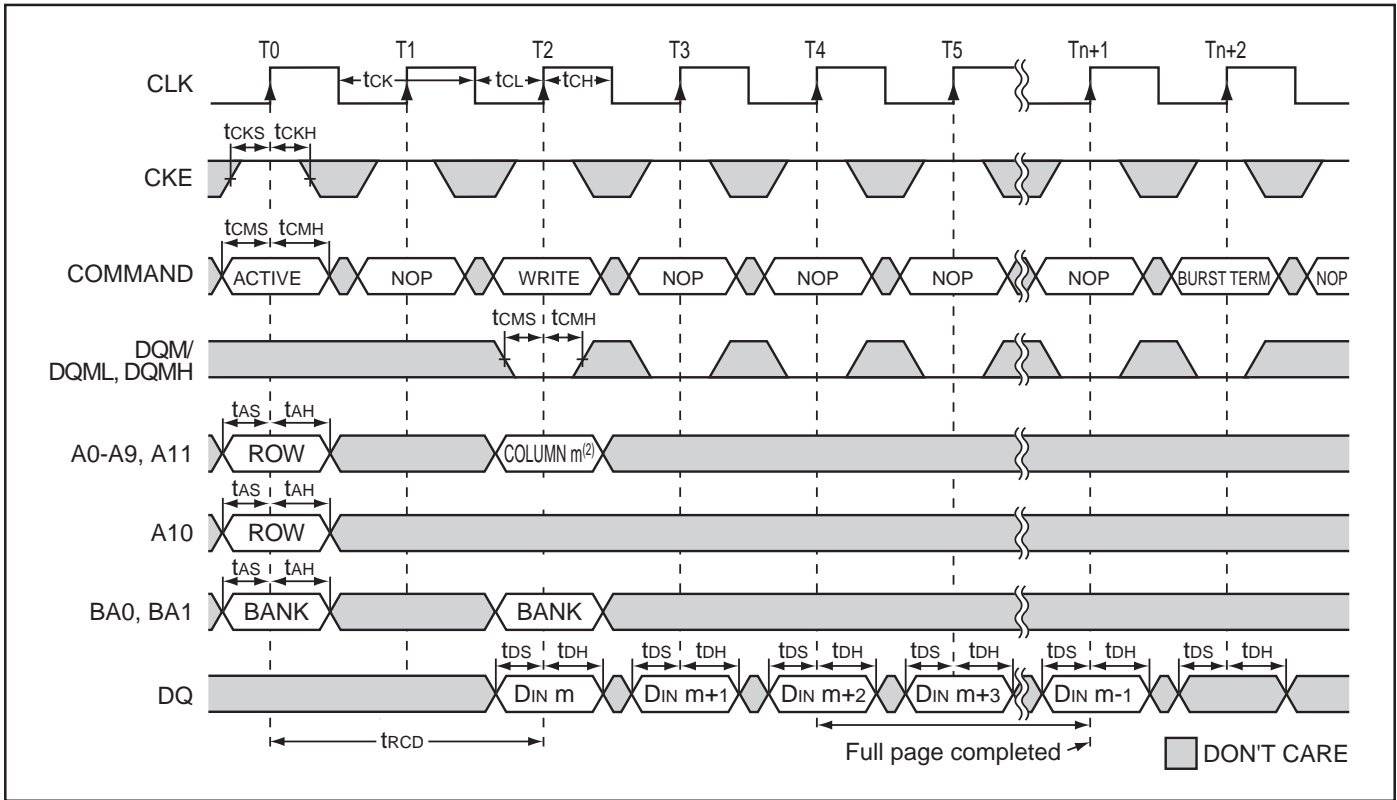 T0 T1 T2 T3 T4 T5 Tn+1 Tn+2
CLK tCK tCL tCH
tCKS tCKH
CKE
tCMS tCMH
COMMAND ACTIVE NOP WRITE NOP NOP NOP NOP BURST TERM NOP
tCMS tCMH
DQM/
DQML, DQMH
tAS tAH
A0-A9, A11 ROW COLUMN m(2)
tAS tAH
A10 ROW
tAS tAH
BA0, BA1 BANK BANK
tDS tDH tDS tDH tDS tDH tDS tDH tDS tDH tDS tDH
DQ DIN m DIN m+1 DIN m+2 DIN m+3 DIN m-1
tRCD
Full page completed
DON'T CARE